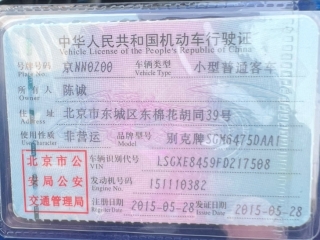 中华人民共和国机动车行驶证
Vehicle License of the People's Republic of China
号牌号码 京NN0Z00 车辆类型 小型普通客车
Plate No. Vehicle Type
所有人 陈诚
Owner
住址 北京市东城区东棉花胡同39号
Address
使用性质 非营运 品牌型号 别克牌SGM6475DAA1
Use Character Model
北京市公安局公安交通管理局
车辆识别代号 LSGXE8459FD217508
VIN
发动机号码 151110382
Engine No.
注册日期 2015-05-28 发证日期 2015-05-28
Register Date Issue Date